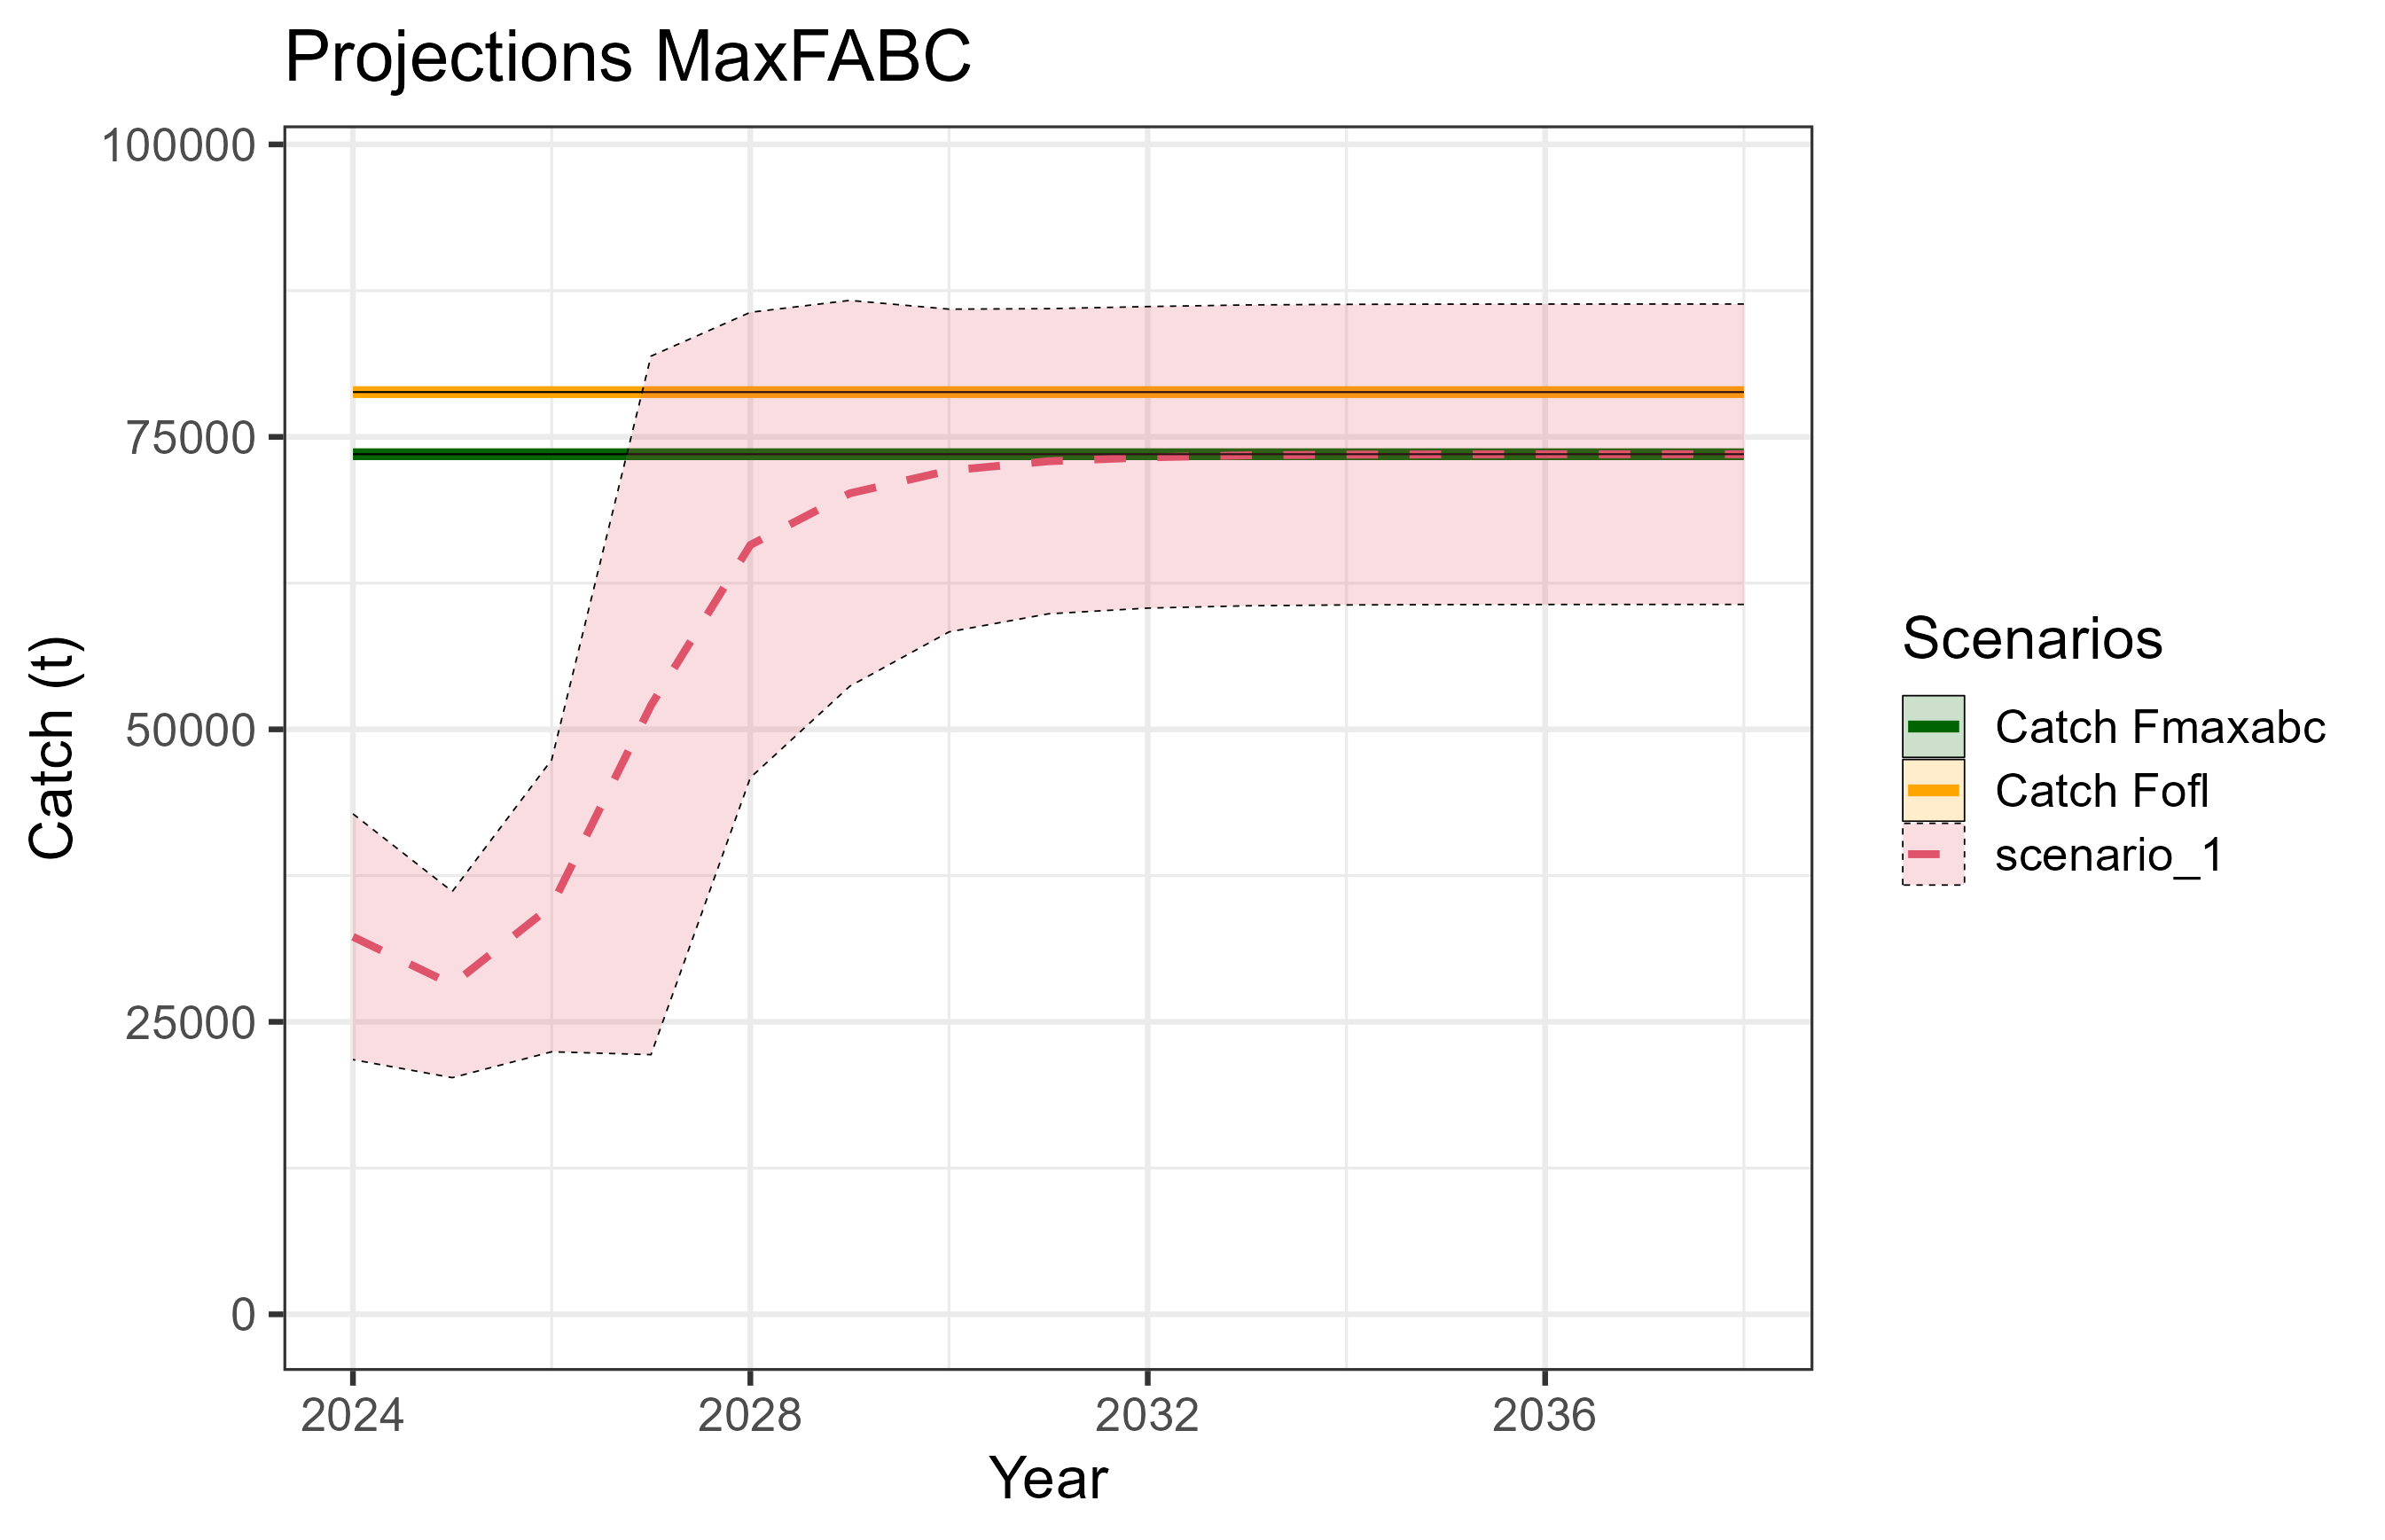 Projections MaxFABC
100000
75000
50000
25000
0
Catch (t)
2024 2028 2032 2036
Year
Scenarios
Catch Fmaxabc
Catch Fofl
scenario_1